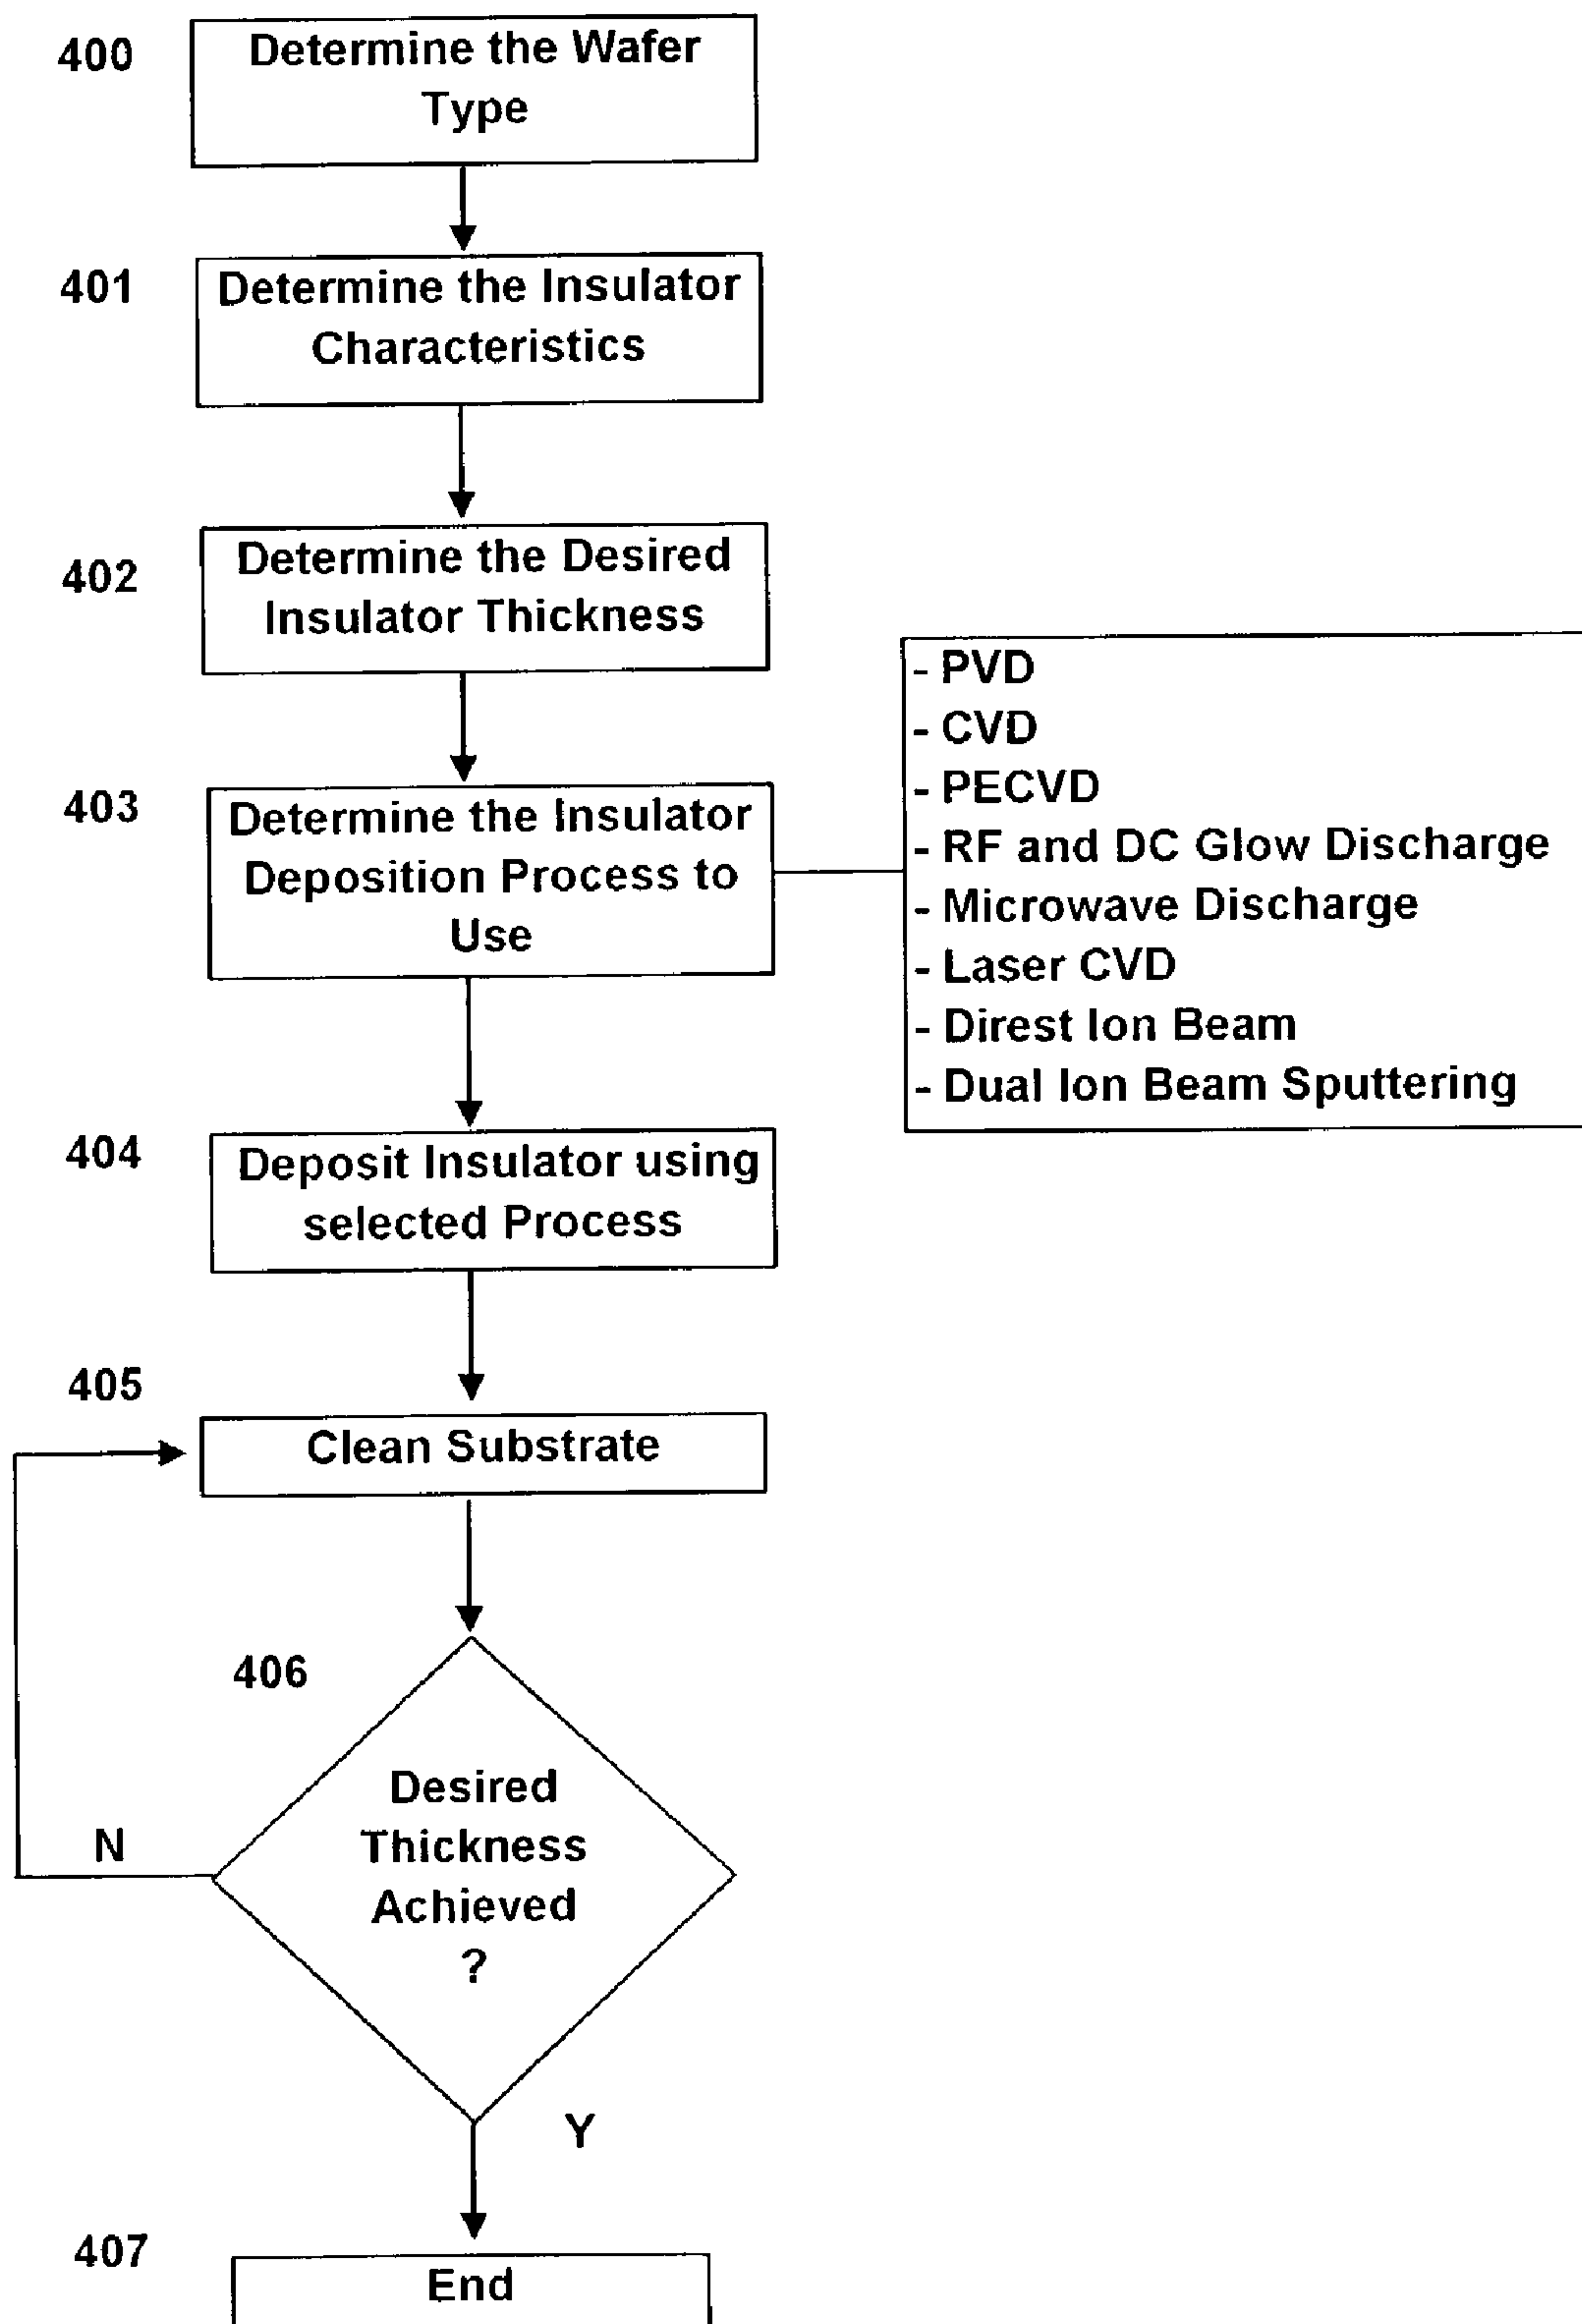 400
Determine the Wafer
Type
401
Determine the Insulator
Characteristics
402
Determine the Desired
Insulator Thickness
403
Determine the Insulator
Deposition Process to
Use
- PVD
- CVD
- PECVD
- RF and DC Glow Discharge
- Microwave Discharge
- Laser CVD
- Direst Ion Beam
- Dual Ion Beam Sputtering
404
Deposit Insulator using
selected Process
405
Clean Substrate
406
Desired
Thickness
Achieved
?
N
Y
407
End